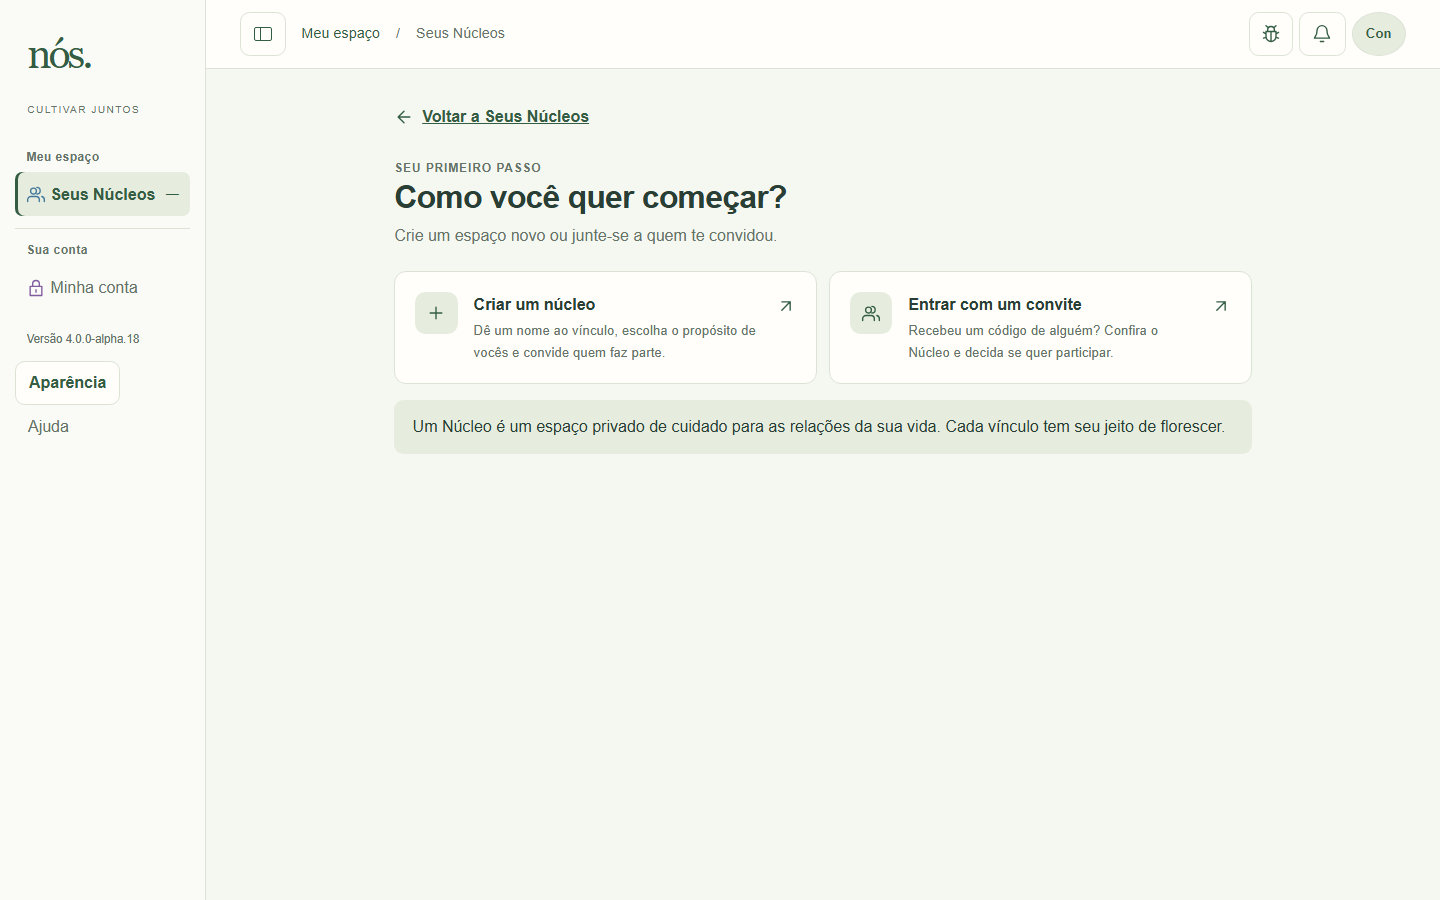 nós.
CULTIVAR JUNTOS
Meu espaço
Seus Núcleos
Sua conta
Minha conta
Versão 4.0.0-alpha.18
Aparência
Ajuda
Meu espaço / Seus Núcleos
Con
Voltar a Seus Núcleos
SEU PRIMEIRO PASSO
Como você quer começar?
Crie um espaço novo ou junte-se a quem te convidou.
Criar um núcleo
Dê um nome ao vínculo, escolha o propósito de
vocês e convide quem faz parte.
Entrar com um convite
Recebeu um código de alguém? Confira o
Núcleo e decida se quer participar.
Um Núcleo é um espaço privado de cuidado para as relações da sua vida. Cada vínculo tem seu jeito de florescer.